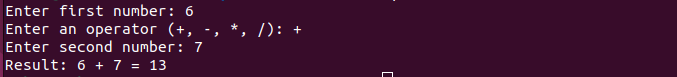 Enter first number: 6
Enter an operator (+, -, *, /): +
Enter second number: 7
Result: 6 + 7 = 13